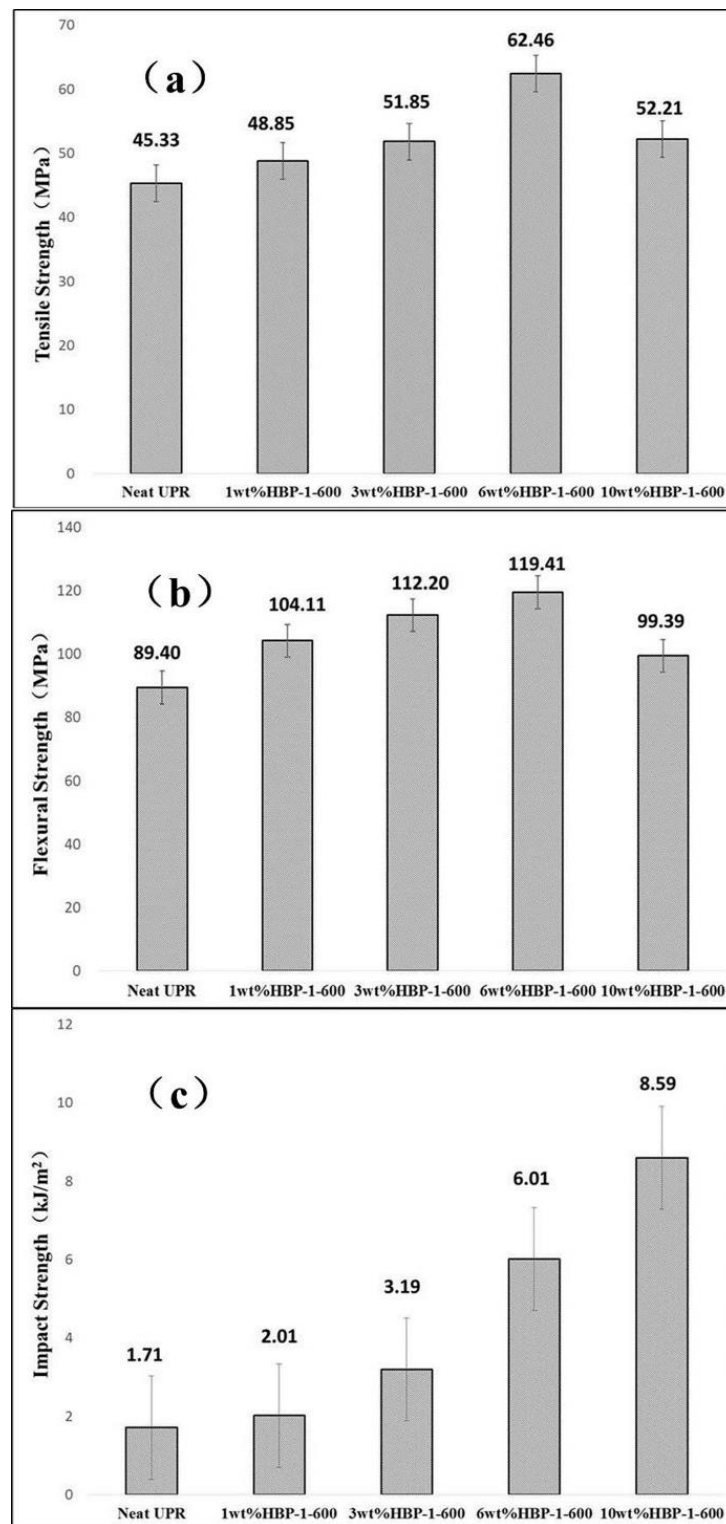 70
60
50
40
30
20
10
0
Tensile Strength（MPa）
（a）
45.33
48.85
51.85
62.46
52.21
Neat UPR
1wt%HBP-1-600
3wt%HBP-1-600
6wt%HBP-1-600
10wt%HBP-1-600
140
120
100
80
60
40
20
0
Flexural Strength（MPa）
（b）
89.40
104.11
112.20
119.41
99.39
Neat UPR
1wt%HBP-1-600
3wt%HBP-1-600
6wt%HBP-1-600
10wt%HBP-1-600
12
10
8
6
4
2
0
Impact Strength（kJ/m²）
（c）
1.71
2.01
3.19
6.01
8.59
Neat UPR
1wt%HBP-1-600
3wt%HBP-1-600
6wt%HBP-1-600
10wt%HBP-1-600